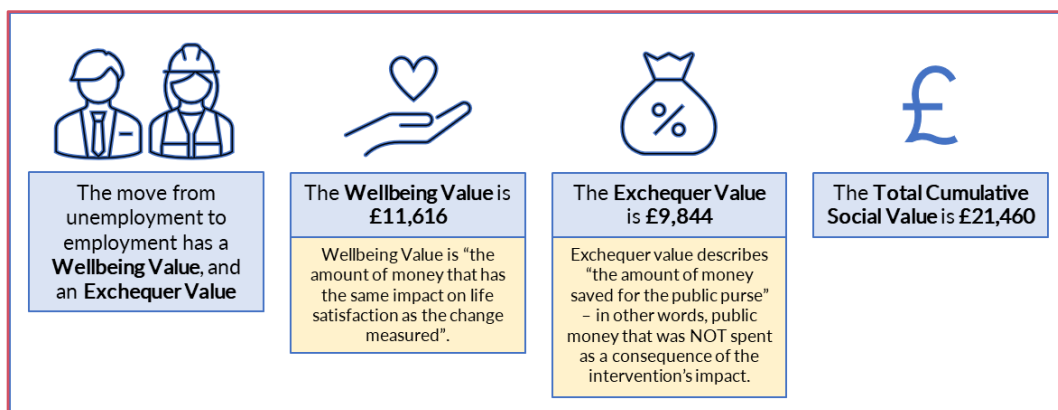 The move from
unemployment to
employment has a
Wellbeing Value, and
an Exchequer Value
The Wellbeing Value is
£11,616
Wellbeing Value is “the
amount of money that has
the same impact on life
satisfaction as the change
measured”.
%
The Exchequer Value
is £9,844
Exchequer value describes
“the amount of money
saved for the public purse”
– in other words, public
money that was NOT spent
as a consequence of the
intervention’s impact.
£
The Total Cumulative
Social Value is £21,460